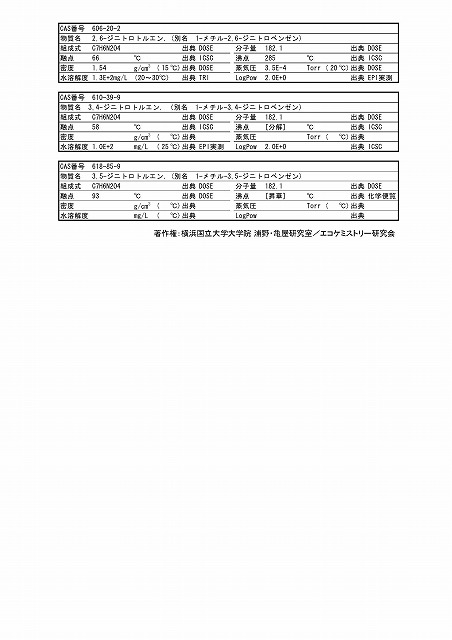 CAS番号 606-20-2
物質名 2,6-ジニトロトルエン, (別名 1-メチル-2,6-ジニトロベンゼン)
組成式 C7H6N2O4 出典 DOSE 分子量 182.1 出典 DOSE
融点 66 ℃ 出典 ICSC 沸点 285 ℃ 出典 ICSC
密度 1.54 g/cm³ ( 15℃) 出典 DOSE 蒸気圧 3.5E-4 Torr ( 20℃) 出典 DOSE
水溶解度 1.3E+2mg/L (20～30℃) 出典 TRI LogPow 2.0E+0 出典 EPI実測
CAS番号 610-39-9
物質名 3,4-ジニトロトルエン, (別名 1-メチル-3,4-ジニトロベンゼン)
組成式 C7H6N2O4 出典 DOSE 分子量 182.1 出典 DOSE
融点 58 ℃ 出典 ICSC 沸点 [分解] ℃ 出典 ICSC
密度 g/cm³ ( ℃) 出典 蒸気圧 Torr ( ℃) 出典
水溶解度 1.0E+2 mg/L ( 25℃) 出典 EPI実測 LogPow 2.0E+0 出典 ICSC
CAS番号 618-85-9
物質名 3,5-ジニトロトルエン, (別名 1-メチル-3,5-ジニトロベンゼン)
組成式 C7H6N2O4 出典 DOSE 分子量 182.1 出典 DOSE
融点 93 ℃ 出典 DOSE 沸点 [昇華] ℃ 出典 化学便覧
密度 g/cm³ ( ℃) 出典 蒸気圧 Torr ( ℃) 出典
水溶解度 mg/L ( ℃) 出典 LogPow 出典
著作権：横浜国立大学大学院 浦野・亀屋研究室／エコケミストリー研究会